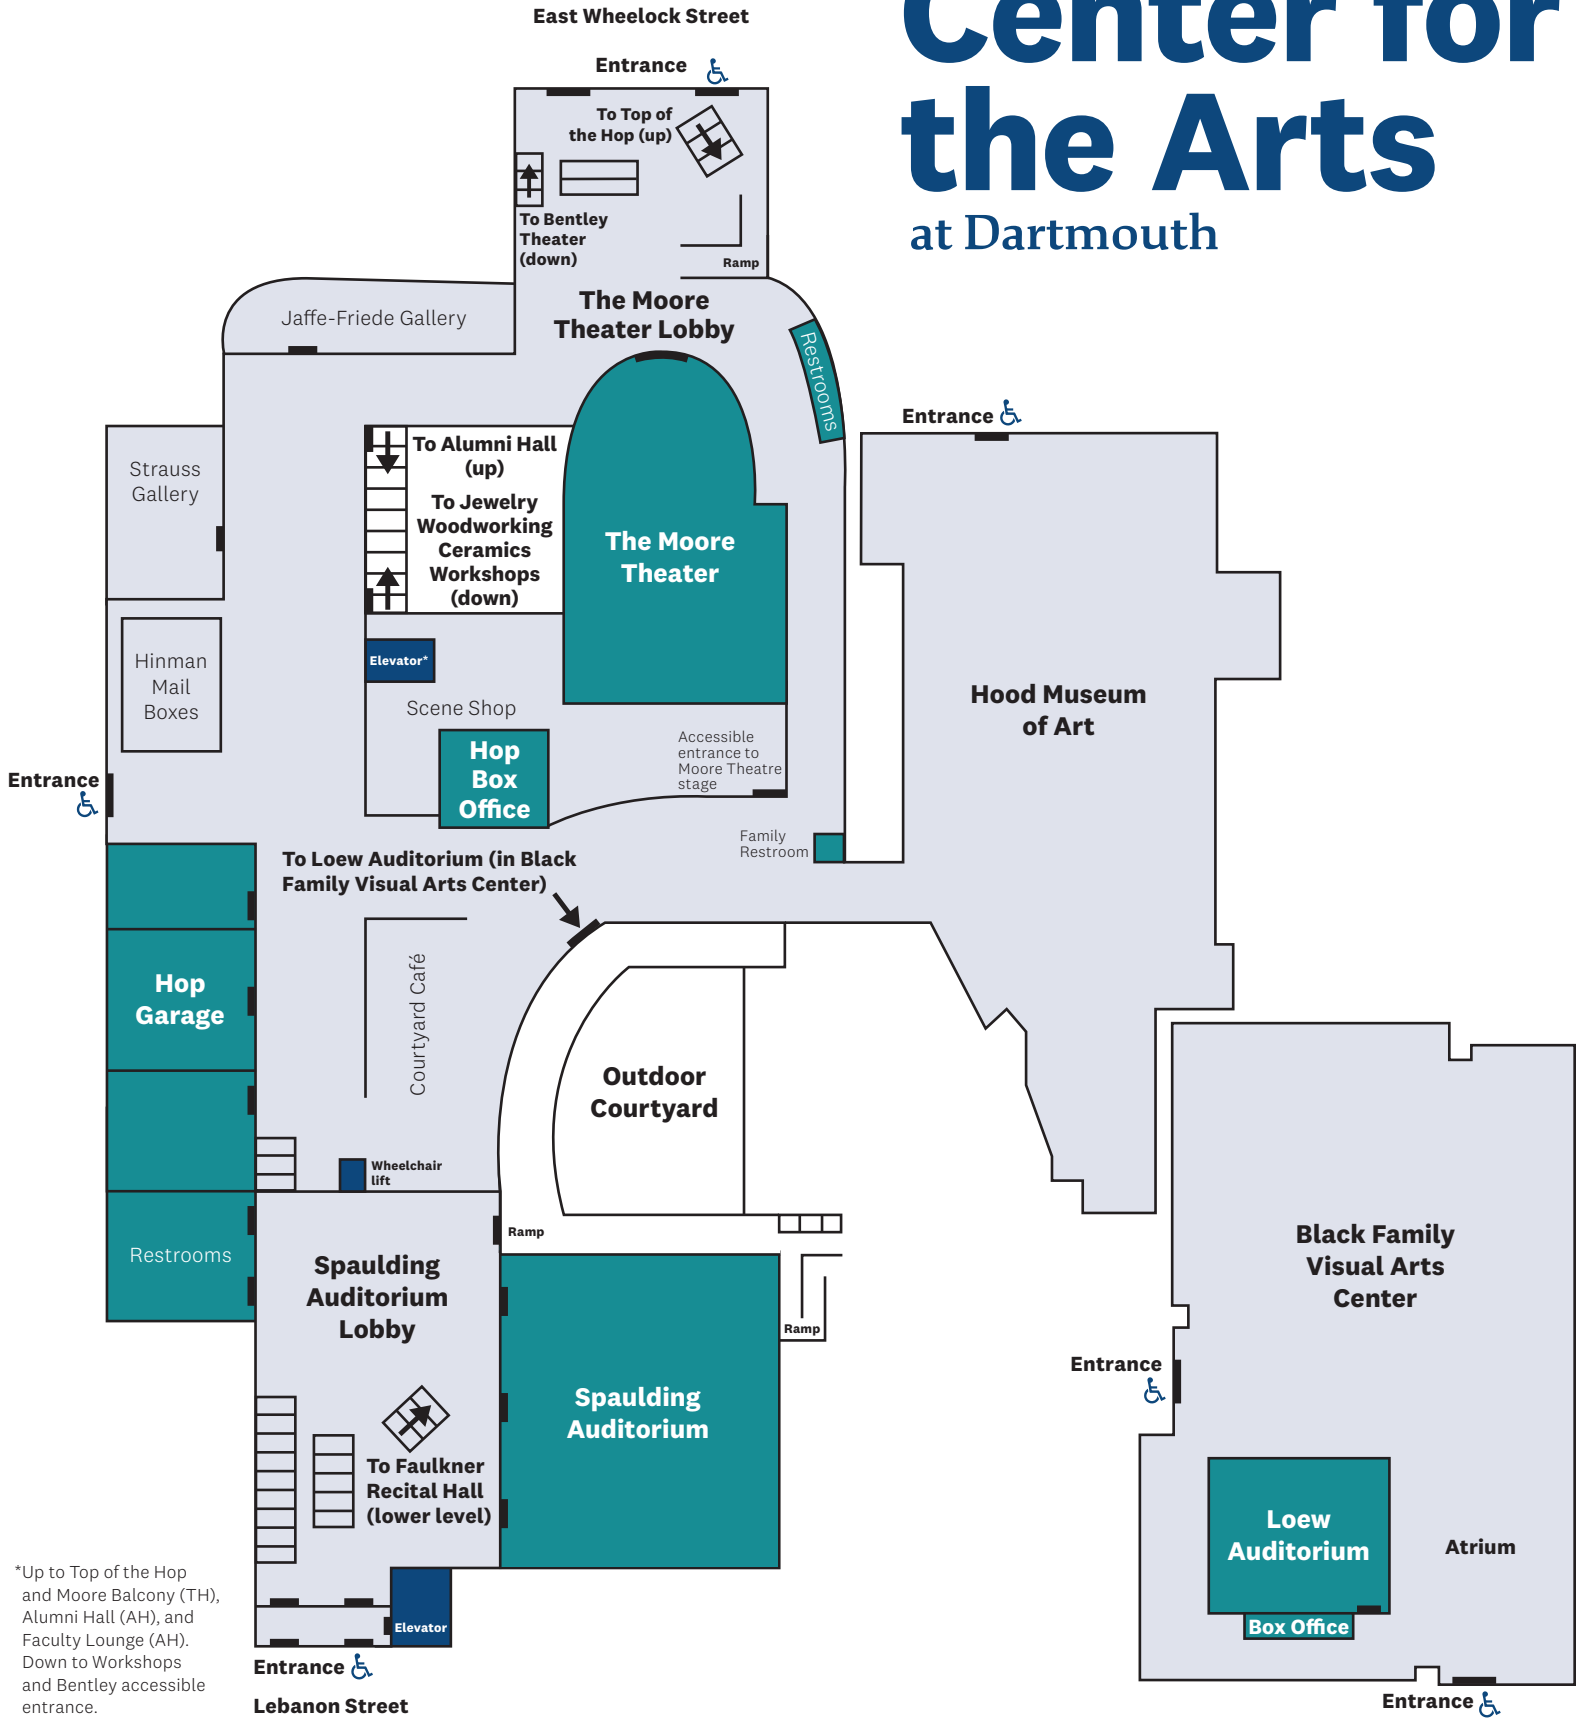 East Wheelock Street
Center for
the Arts
at Dartmouth
Entrance
To Top of
the Hop (up)
To Bentley
Theater
(down)
Ramp
The Moore
Theater Lobby
Jaffe-Friede Gallery
Restrooms
Entrance
Strauss
Gallery
To Alumni Hall
(up)
To Jewelry
Woodworking
Ceramics
Workshops
(down)
The Moore
Theater
Hinman
Mail
Boxes
Elevator*
Scene Shop
Hop
Box
Office
Accessible
entrance to
Moore Theatre
stage
Hood Museum
of Art
Entrance
Family
Restroom
To Loew Auditorium (in Black
Family Visual Arts Center)
Hop
Garage
Courtyard Café
Outdoor
Courtyard
Wheelchair
lift
Ramp
Restrooms
Spaulding
Auditorium
Lobby
Ramp
Black Family
Visual Arts
Center
Entrance
Spaulding
Auditorium
To Faulkner
Recital Hall
(lower level)
Loew
Auditorium
Atrium
Box Office
*Up to Top of the Hop
and Moore Balcony (TH),
Alumni Hall (AH), and
Faculty Lounge (AH).
Down to Workshops
and Bentley accessible
entrance.
Elevator
Entrance
Lebanon Street
Entrance